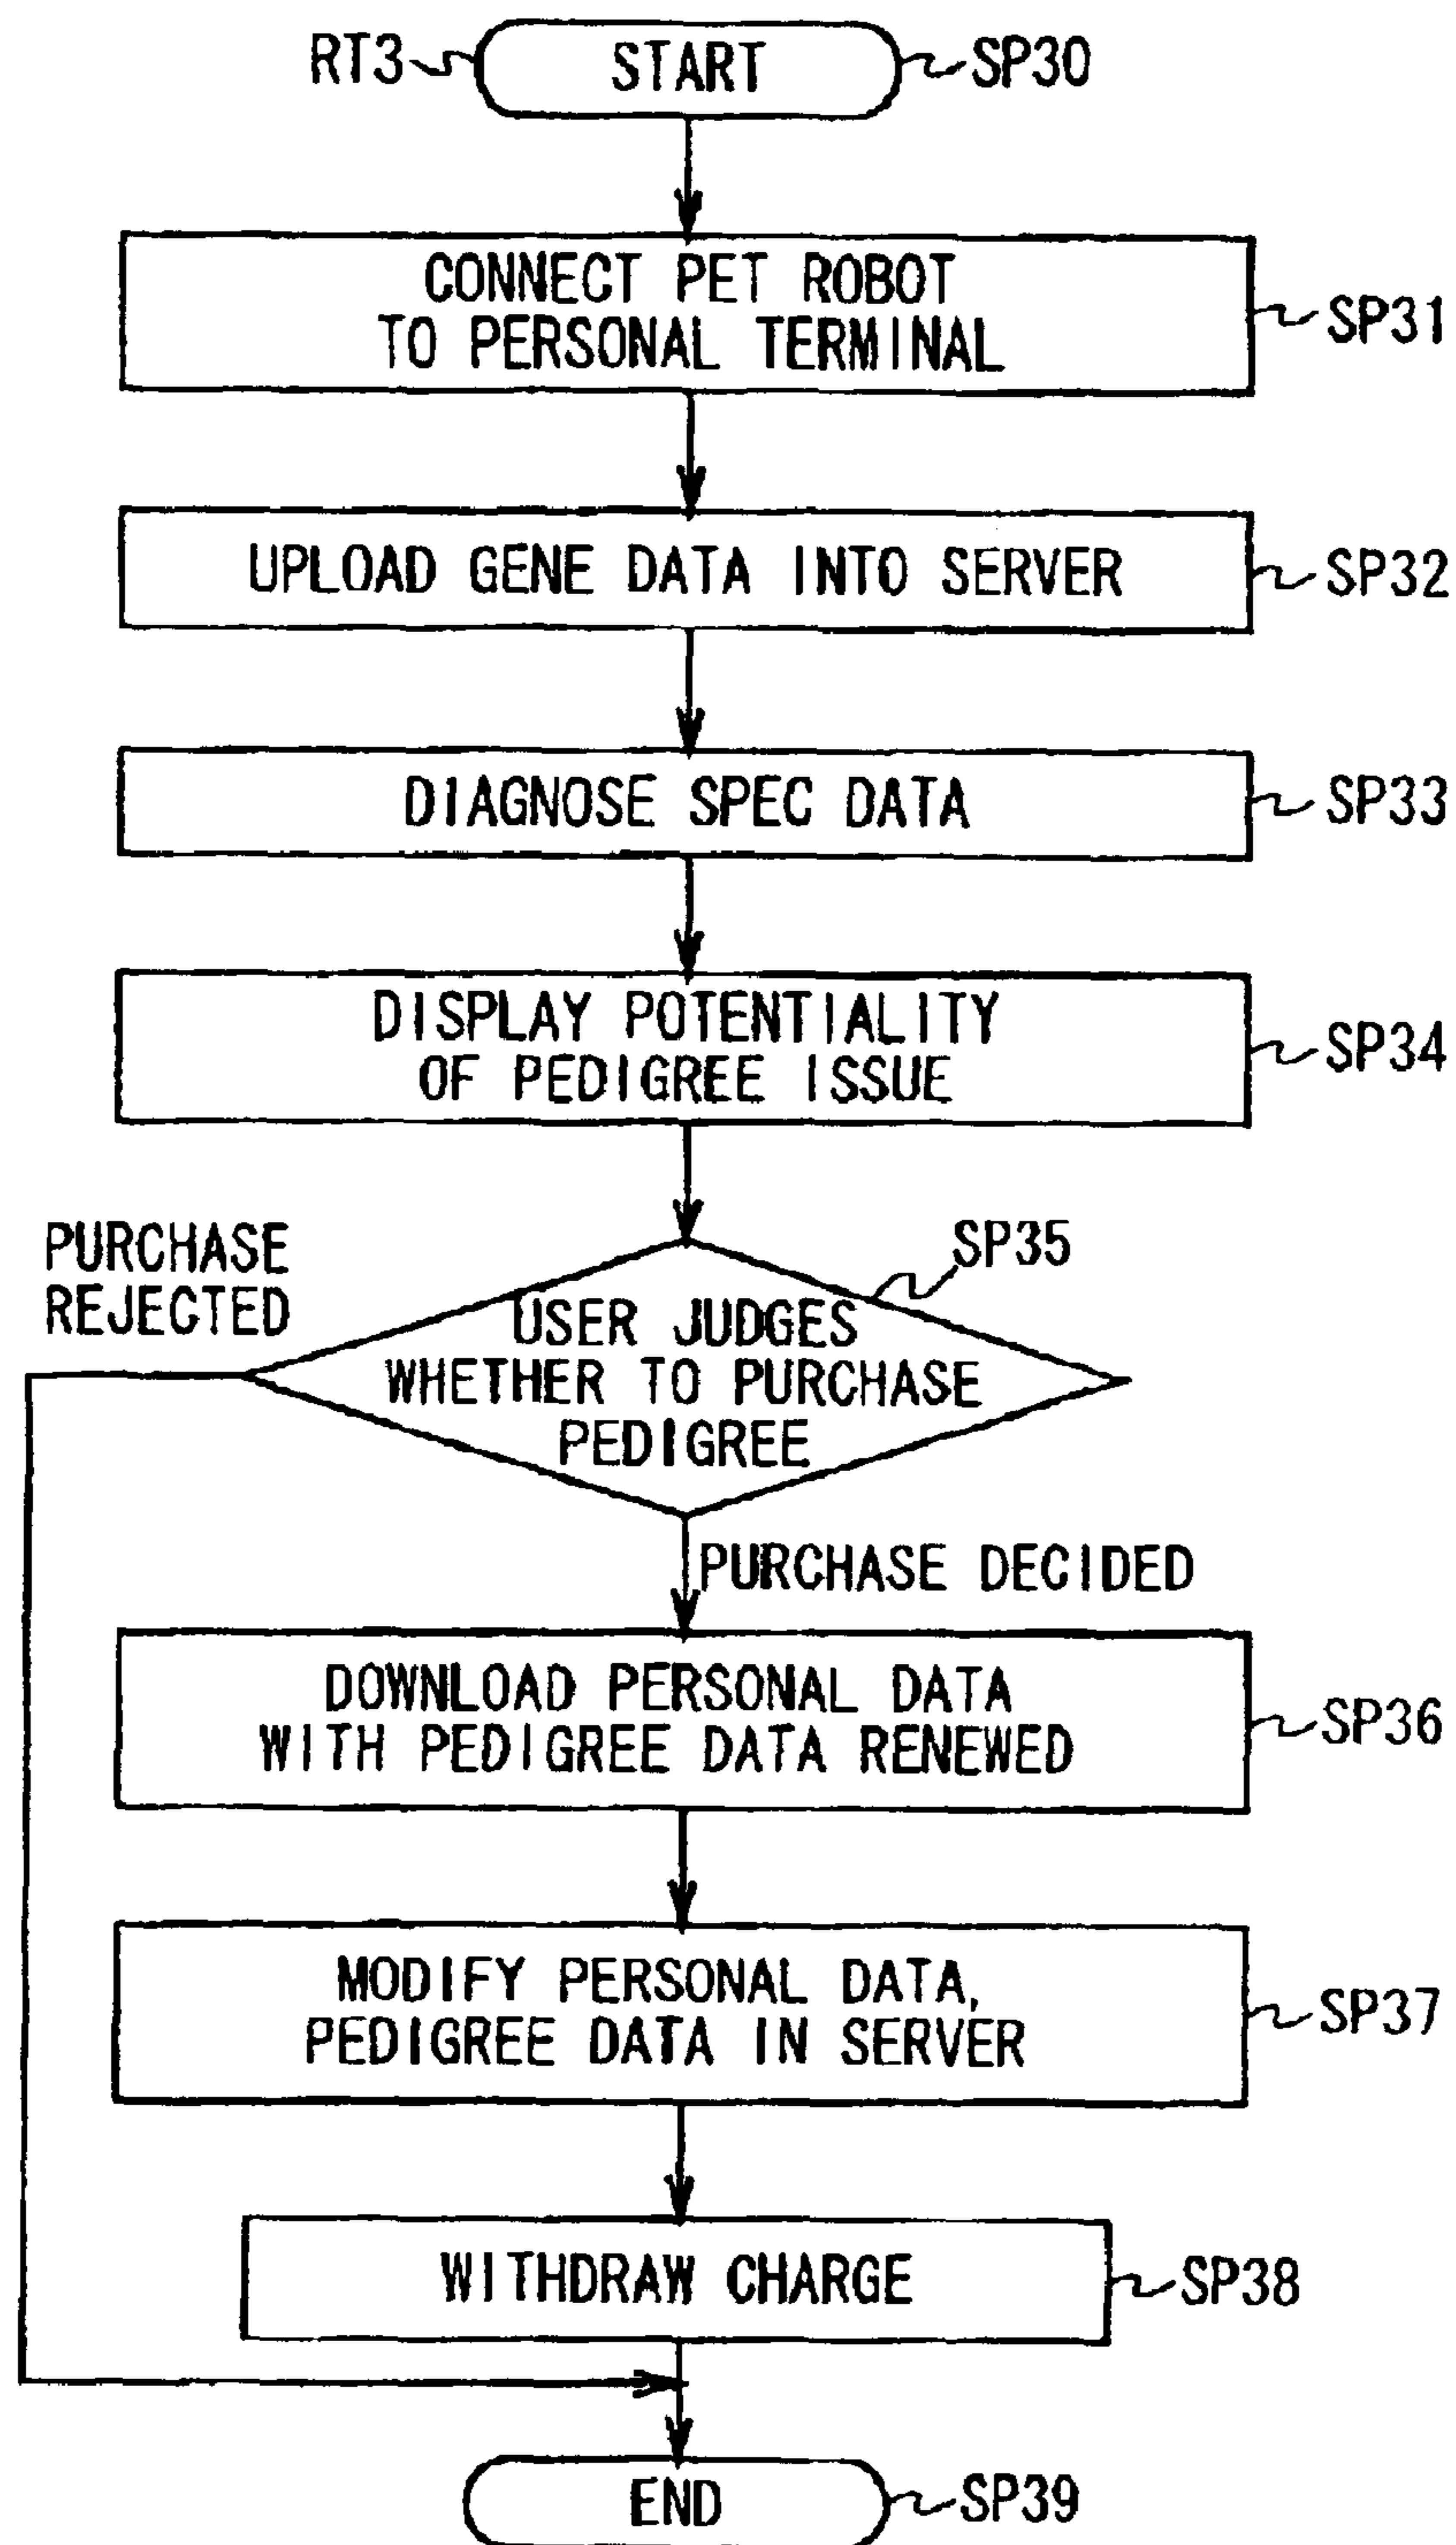 RT3 START SP30
CONNECT PET ROBOT
TO PERSONAL TERMINAL
SP31
UPLOAD GENE DATA INTO SERVER
SP32
DIAGNOSE SPEC DATA
SP33
DISPLAY POTENTIALITY
OF PEDIGREE ISSUE
SP34
PURCHASE
REJECTED
SP35
USER JUDGES
WHETHER TO PURCHASE
PEDIGREE
PURCHASE DECIDED
DOWNLOAD PERSONAL DATA
WITH PEDIGREE DATA RENEWED
SP36
MODIFY PERSONAL DATA,
PEDIGREE DATA IN SERVER
SP37
WITHDRAW CHARGE
SP38
END
SP39